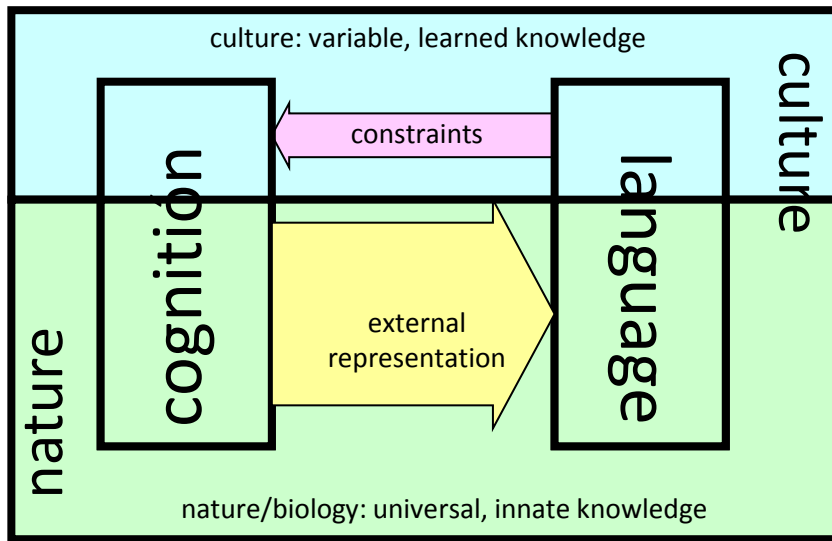 culture: variable, learned knowledge
culture
constraints
cognition
language
external
representation
nature
nature/biology: universal, innate knowledge